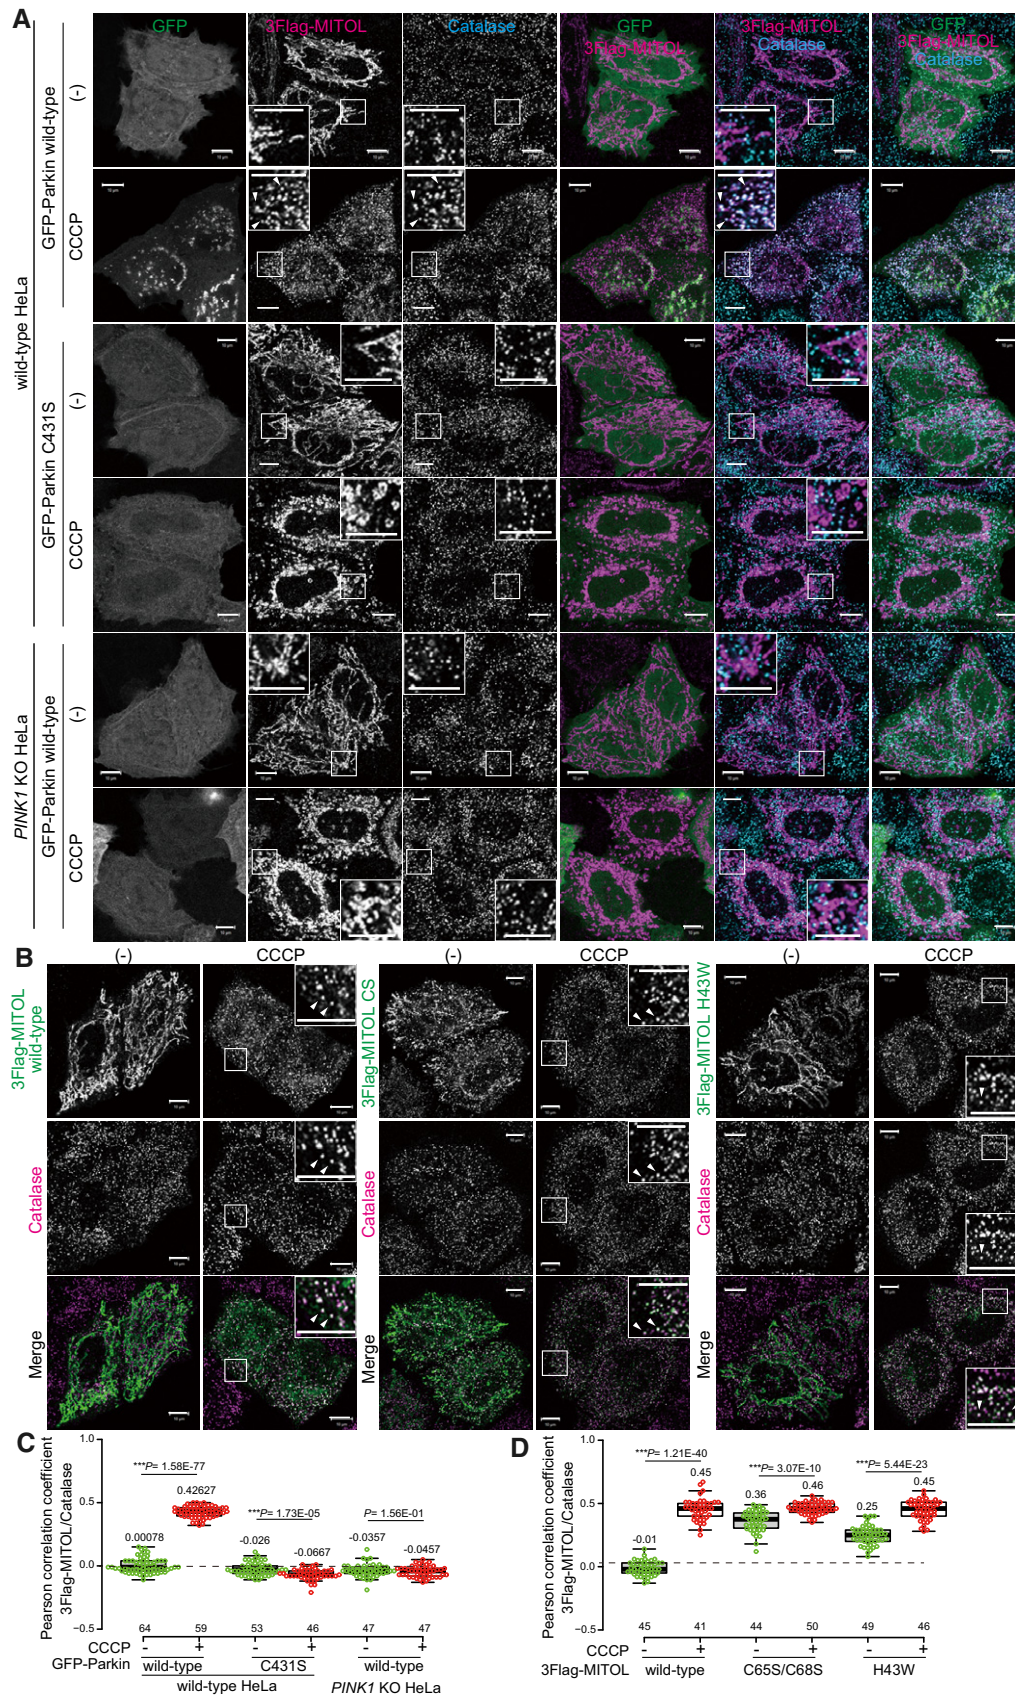 A
GFP
3Flag-MITOL
Catalase
GFP
3Flag-MITOL
3Flag-MITOL
Catalase
GFP
3Flag-MITOL
Catalase
wild-type HeLa
GFP-Parkin wild-type
(-)
CCCP
GFP-Parkin C431S
(-)
CCCP
PINK1 KO HeLa
GFP-Parkin wild-type
(-)
CCCP
B
(-)
CCCP
(-)
CCCP
(-)
CCCP
3Flag-MITOL
wild-type
3Flag-MITOL CS
3Flag-MITOL H43W
Catalase
Catalase
Catalase
Merge
Merge
Merge
C
Pearson correlation coefficient
3Flag-MITOL/Catalase
1.0
0.5
0.0
−0.5
***P= 1.58E-77
0.42627
0.00078
***P= 1.73E-05
-0.026
-0.0667
P= 1.56E-01
-0.0357
-0.0457
64 59 53 46 47 47
CCCP - + - + - +
GFP-Parkin wild-type C431S wild-type
wild-type HeLa PINK1 KO HeLa
D
Pearson correlation coefficient
3Flag-MITOL/Catalase
1.0
0.5
0.0
−0.5
***P= 1.21E-40
0.45
-0.01
***P= 3.07E-10
0.36
0.46
***P= 5.44E-23
0.25
0.45
45 41 44 50 49 46
CCCP - + - + - +
3Flag-MITOL wild-type C65S/C68S H43W